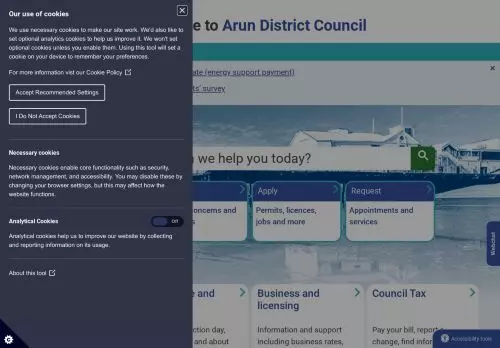 Our use of cookies
We use necessary cookies to make our site work. We'd also like to
set optional analytics cookies to help us improve it. We won't set
optional cookies unless you enable them. Using this tool will set a
cookie on your device to remember your preferences.
For more information vist our Cookie Policy
Accept Recommended Settings
I Do Not Accept Cookies
Necessary cookies
Necessary cookies enable core functionality such as security,
network management, and accessibility. You may disable these by
changing your browser settings, but this may affect how the
website functions.
Analytical Cookies
Off
Analytical cookies help us to improve our website by collecting
and reporting information on its usage.
About this tool
to Arun District Council
(energy support payment)
survey
we help you today?
and
Apply
Permits, licences,
jobs and more
Request
Appointments and
services
Webchat
and
day,
and about
Business and
licensing
Information and support
including business rates,
Council Tax
Pay your bill, report
change, find
Accessibility tools